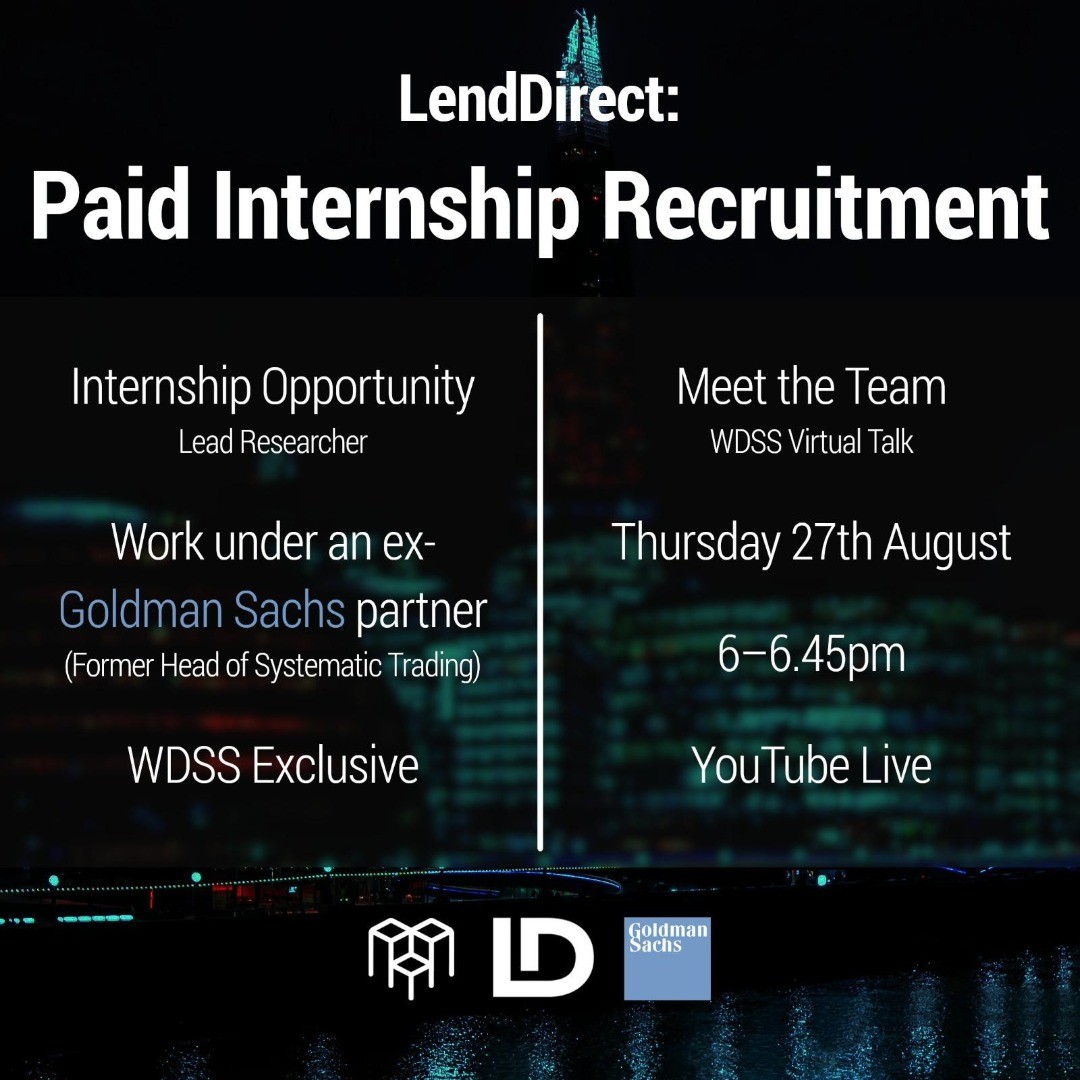 LendDirect:
Paid Internship Recruitment
Internship Opportunity
Lead Researcher
Work under an ex-
Goldman Sachs partner
(Former Head of Systematic Trading)
WDSS Exclusive
Meet the Team
WDSS Virtual Talk
Thursday 27th August
6–6.45pm
YouTube Live
LD
Goldman
Sachs